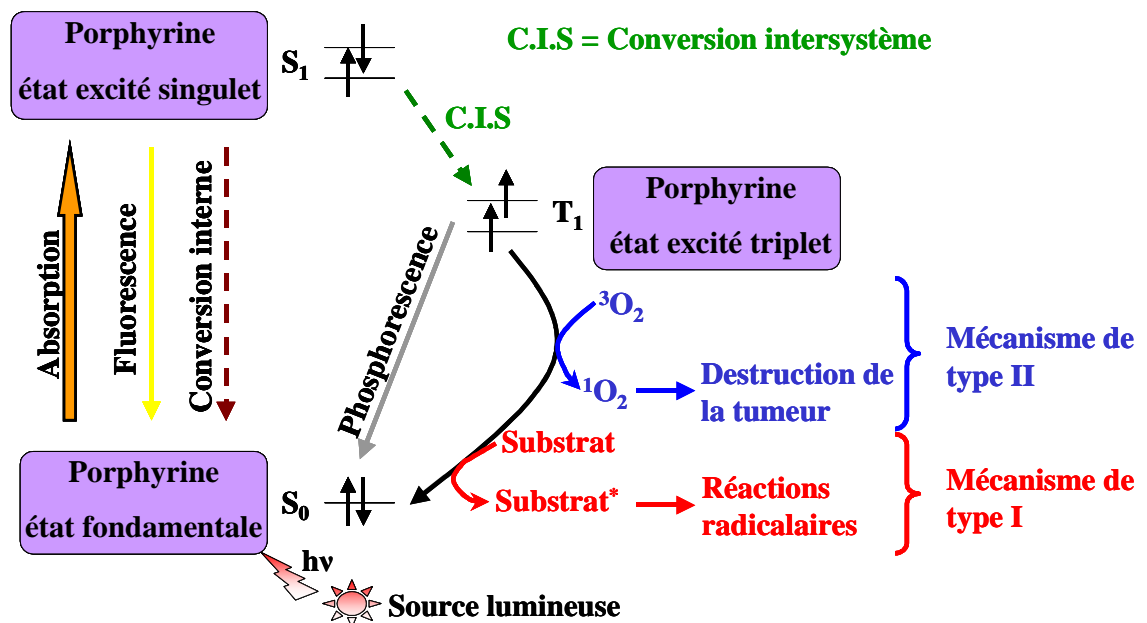 Porphyrine
état excité singulet
S₁
C.I.S = Conversion intersystème
C.I.S
T₁
Porphyrine
état excité triplet
Absorption
Fluorescence
Conversion interne
Phosphorescence
³O₂
¹O₂
Destruction de
la tumeur
Mécanisme de
type II
Substrat
Substrat*
Réactions
radicalaires
Mécanisme de
type I
Porphyrine
état fondamentale
S₀
hν
Source lumineuse